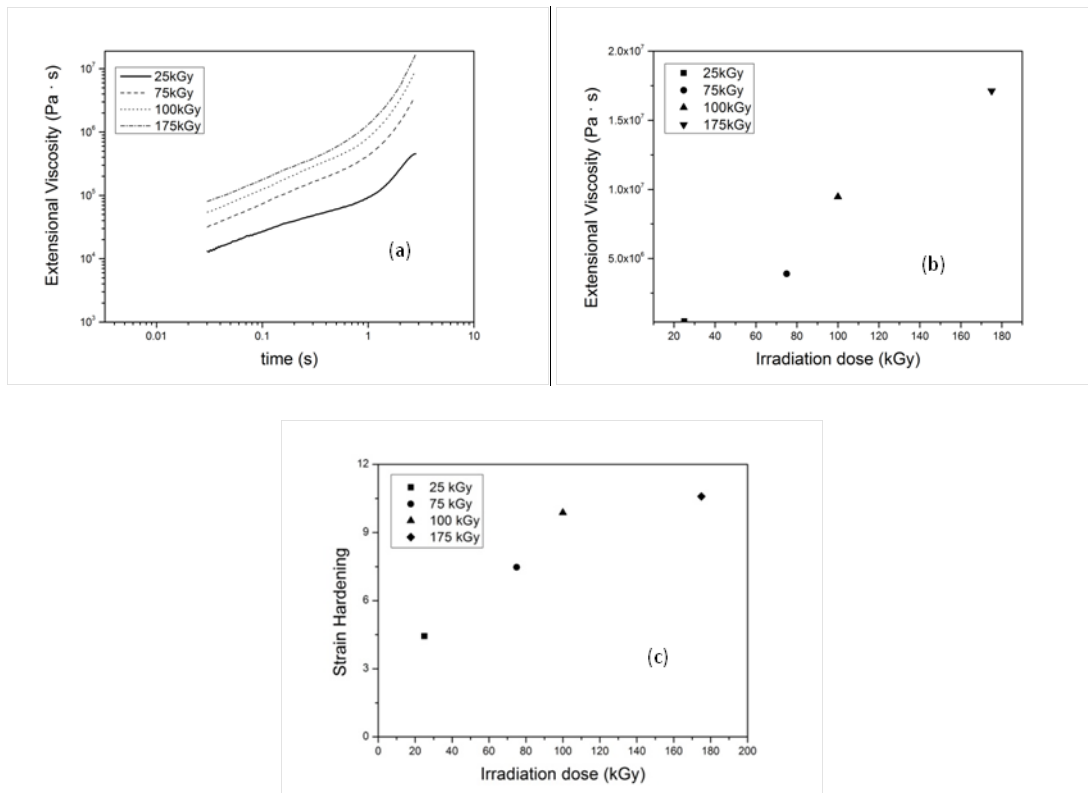 Extensional Viscosity (Pa · s)
10⁷
10⁶
10⁵
10⁴
10³
25kGy
75kGy
100kGy
175kGy
(a)
0.01 0.1 1 10
time (s)
Extensional Viscosity (Pa · s)
2.0x10⁷
1.5x10⁷
1.0x10⁷
5.0x10⁶
25kGy
75kGy
100kGy
175kGy
(b)
20 40 60 80 100 120 140 160 180
Irradiation dose (kGy)
Strain Hardening
12
9
6
3
0
25 kGy
75 kGy
100 kGy
175 kGy
(c)
0 20 40 60 80 100 120 140 160 180 200
Irradiation dose (kGy)